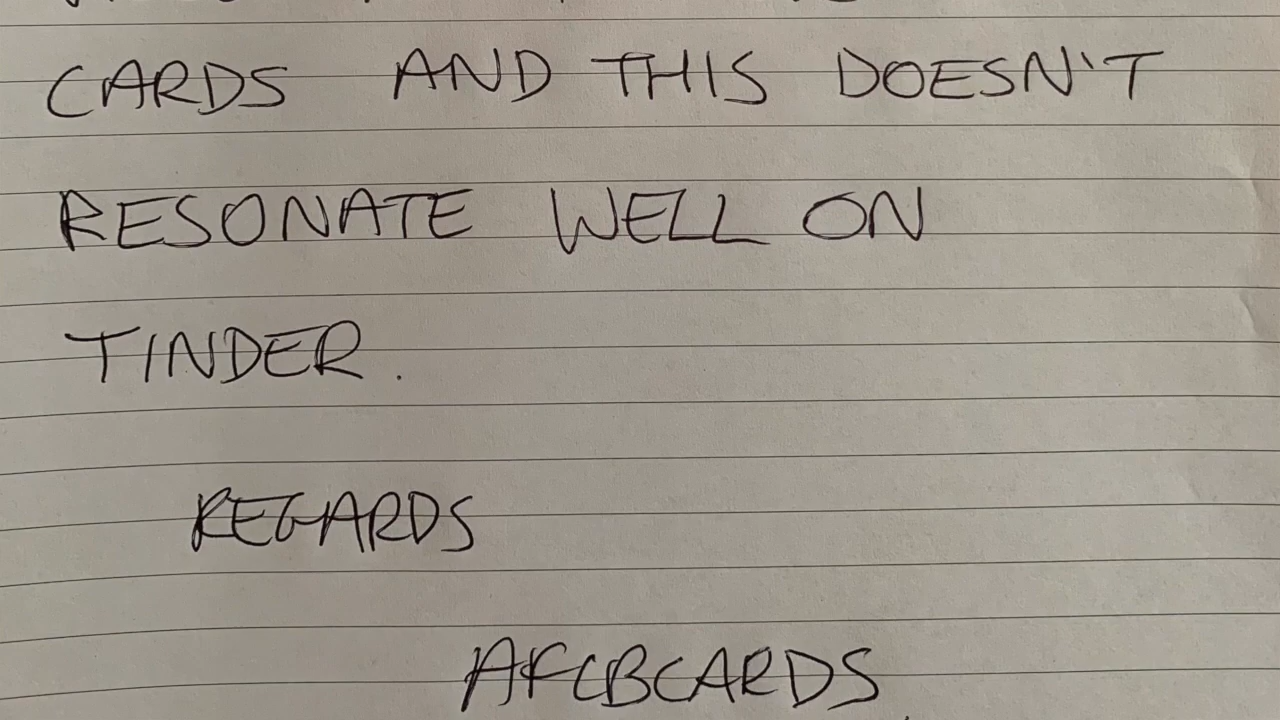 CARDS AND THIS DOESN'T
RESONATE WELL ON
TINDER.
REGARDS
AFCBCARDS